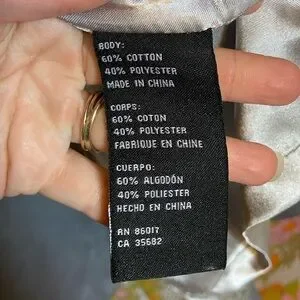 BODY:
60% COTTON
40% POLYESTER
MADE IN CHINA
CORPS:
60% COTON
40% POLYESTER
FABRIQUE EN CHINE
CUERPO:
60% ALGODÓN
40% POLIESTER
HECHO EN CHINA
RN 86017
CA 35682